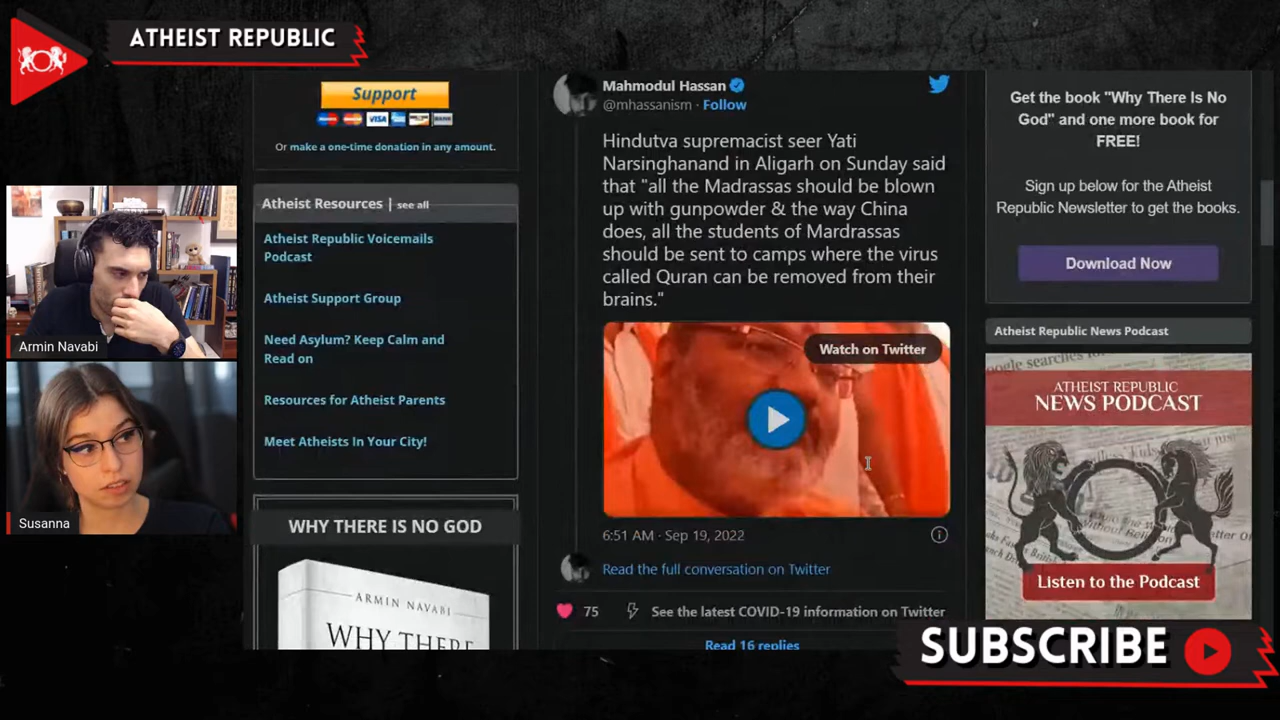 ATHEIST REPUBLIC
Armin Navabi
Susanna
Support
VISA
Or make a one-time donation in any amount.
Atheist Resources | see all
Atheist Republic Voicemails
Podcast
Atheist Support Group
Need Asylum? Keep Calm and
Read on
Resources for Atheist Parents
Meet Atheists In Your City!
WHY THERE IS NO GOD
ARMIN NAVABI
WHY THERE
Mahmodul Hassan
@mhassanism · Follow
Hindutva supremacist seer Yati
Narsinghanand in Aligarh on Sunday said
that "all the Madrassas should be blown
up with gunpowder & the way China
does, all the students of Mardrassas
should be sent to camps where the virus
called Quran can be removed from their
brains."
Watch on Twitter
6:51 AM · Sep 19, 2022
Read the full conversation on Twitter
75 See the latest COVID-19 information on Twitter
Read 16 replies
Get the book "Why There Is No
God" and one more book for
FREE!
Sign up below for the Atheist
Republic Newsletter to get the books.
Download Now
Atheist Republic News Podcast
ATHEIST REPUBLIC
NEWS PODCAST
Listen to the Podcast
SUBSCRIBE